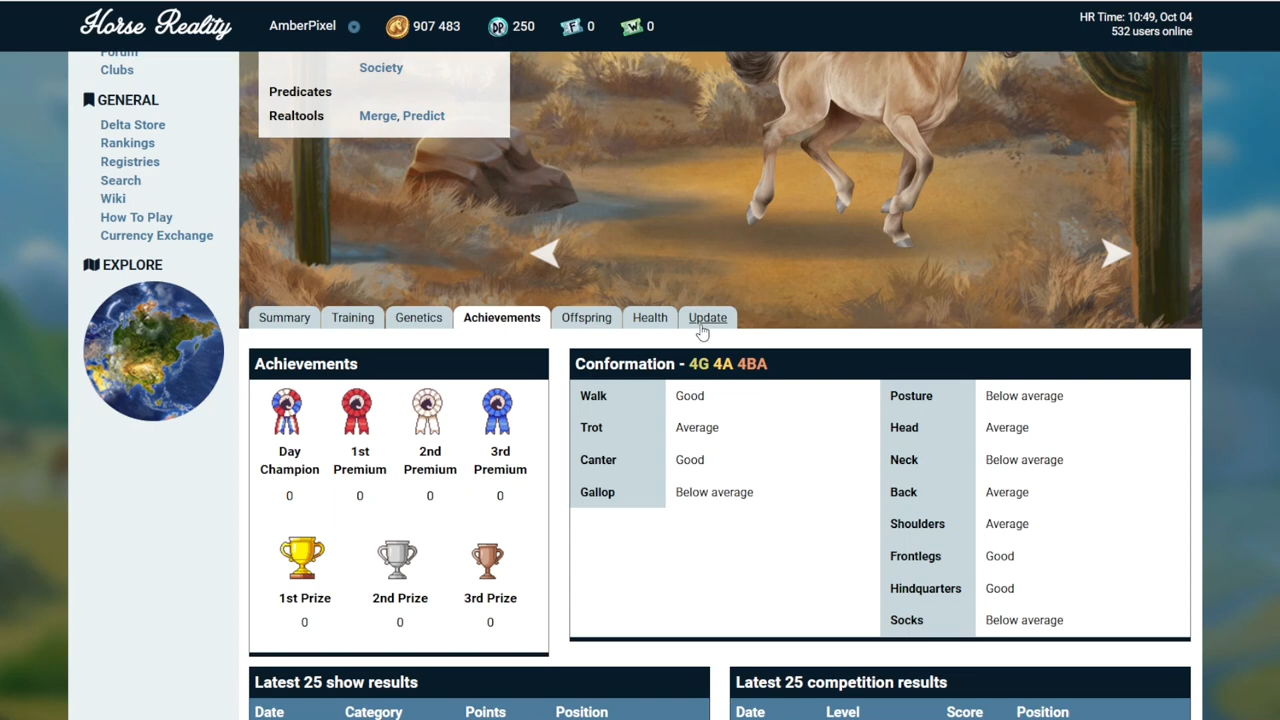 Horse Reality
AmberPixel
907 483
DP 250
F 0
W 0
HR Time: 10:49, Oct 04
532 users online
Forum
Clubs
GENERAL
Delta Store
Rankings
Registries
Search
Wiki
How To Play
Currency Exchange
EXPLORE
Society
Predicates
Realtools Merge, Predict
Summary Training Genetics Achievements Offspring Health Update
Achievements
Day Champion
1st Premium
2nd Premium
3rd Premium
0 0 0 0
1st Prize 2nd Prize 3rd Prize
0 0 0
Conformation - 4G 4A 4BA
Walk Good
Trot Average
Canter Good
Gallop Below average
Posture Below average
Head Average
Neck Below average
Back Average
Shoulders Average
Frontlegs Good
Hindquarters Good
Socks Below average
Latest 25 show results
Date Category Points Position
Latest 25 competition results
Date Level Score Position